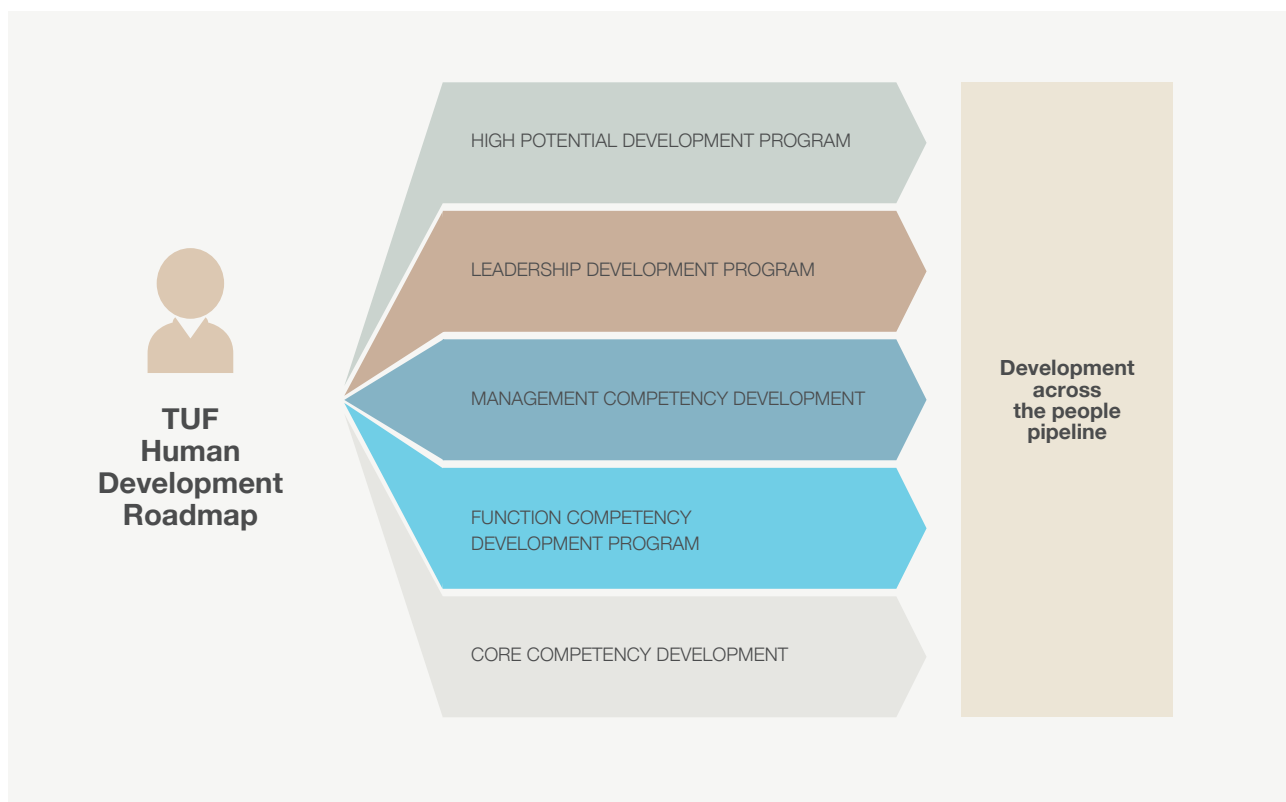 TUF
Human
Development
Roadmap
HIGH POTENTIAL DEVELOPMENT PROGRAM
LEADERSHIP DEVELOPMENT PROGRAM
MANAGEMENT COMPETENCY DEVELOPMENT
FUNCTION COMPETENCY
DEVELOPMENT PROGRAM
CORE COMPETENCY DEVELOPMENT
Development
across
the people
pipeline